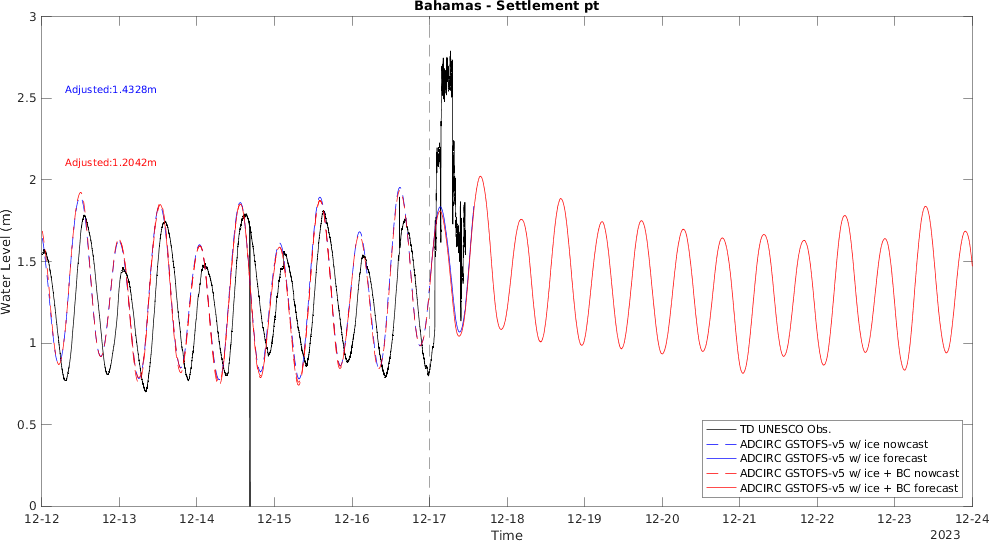 Bahamas - Settlement pt
3
2.5
2
1.5
1
0.5
0
Water Level (m)
Adjusted:1.4328m
Adjusted:1.2042m
TD UNESCO Obs.
ADCIRC GSTOFS-v5 w/ ice nowcast
ADCIRC GSTOFS-v5 w/ ice forecast
ADCIRC GSTOFS-v5 w/ ice + BC nowcast
ADCIRC GSTOFS-v5 w/ ice + BC forecast
12-12 12-13 12-14 12-15 12-16 12-17 12-18 12-19 12-20 12-21 12-22 12-23 12-24
Time
2023